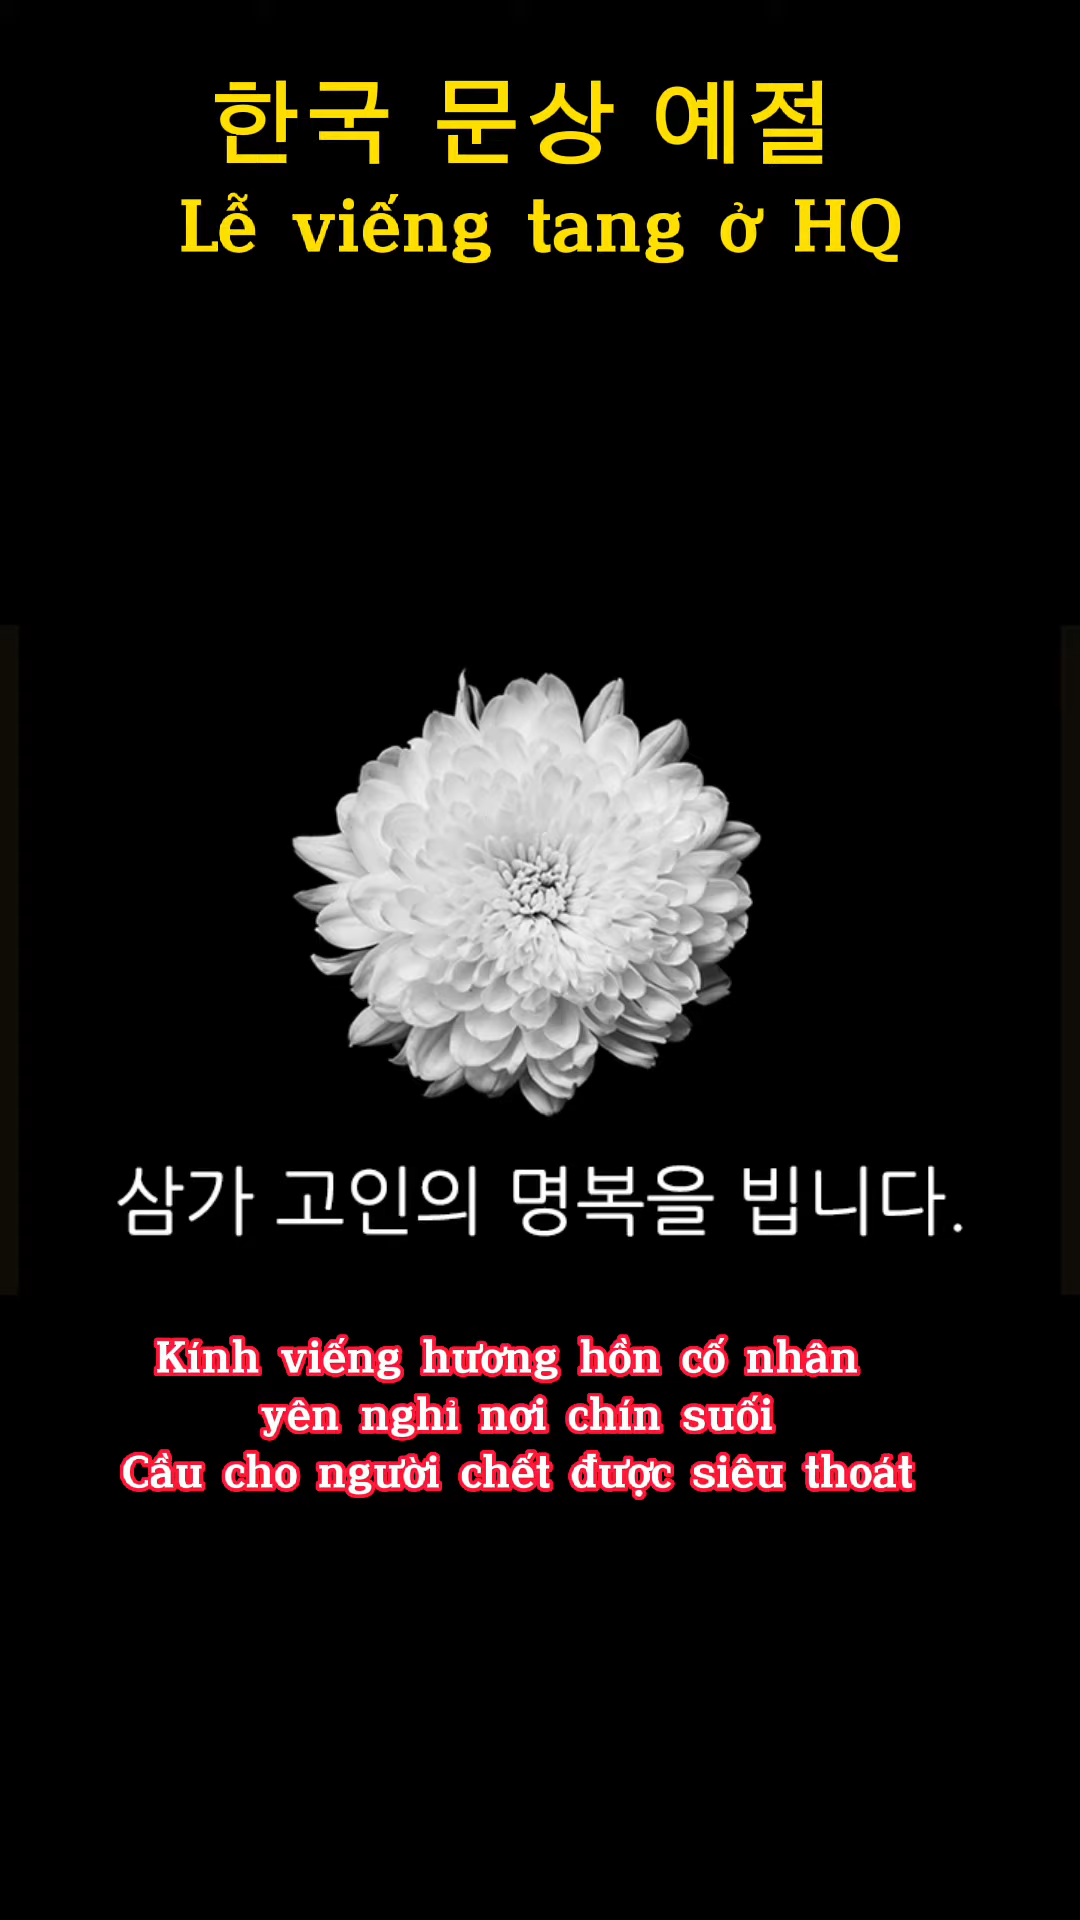 한국 문상 예절
Lễ viếng tang ở HQ
삼가 고인의 명복을 빕니다.
Kính viếng hương hồn cố nhân
yên nghỉ nơi chín suối
Cầu cho người chết được siêu thoát